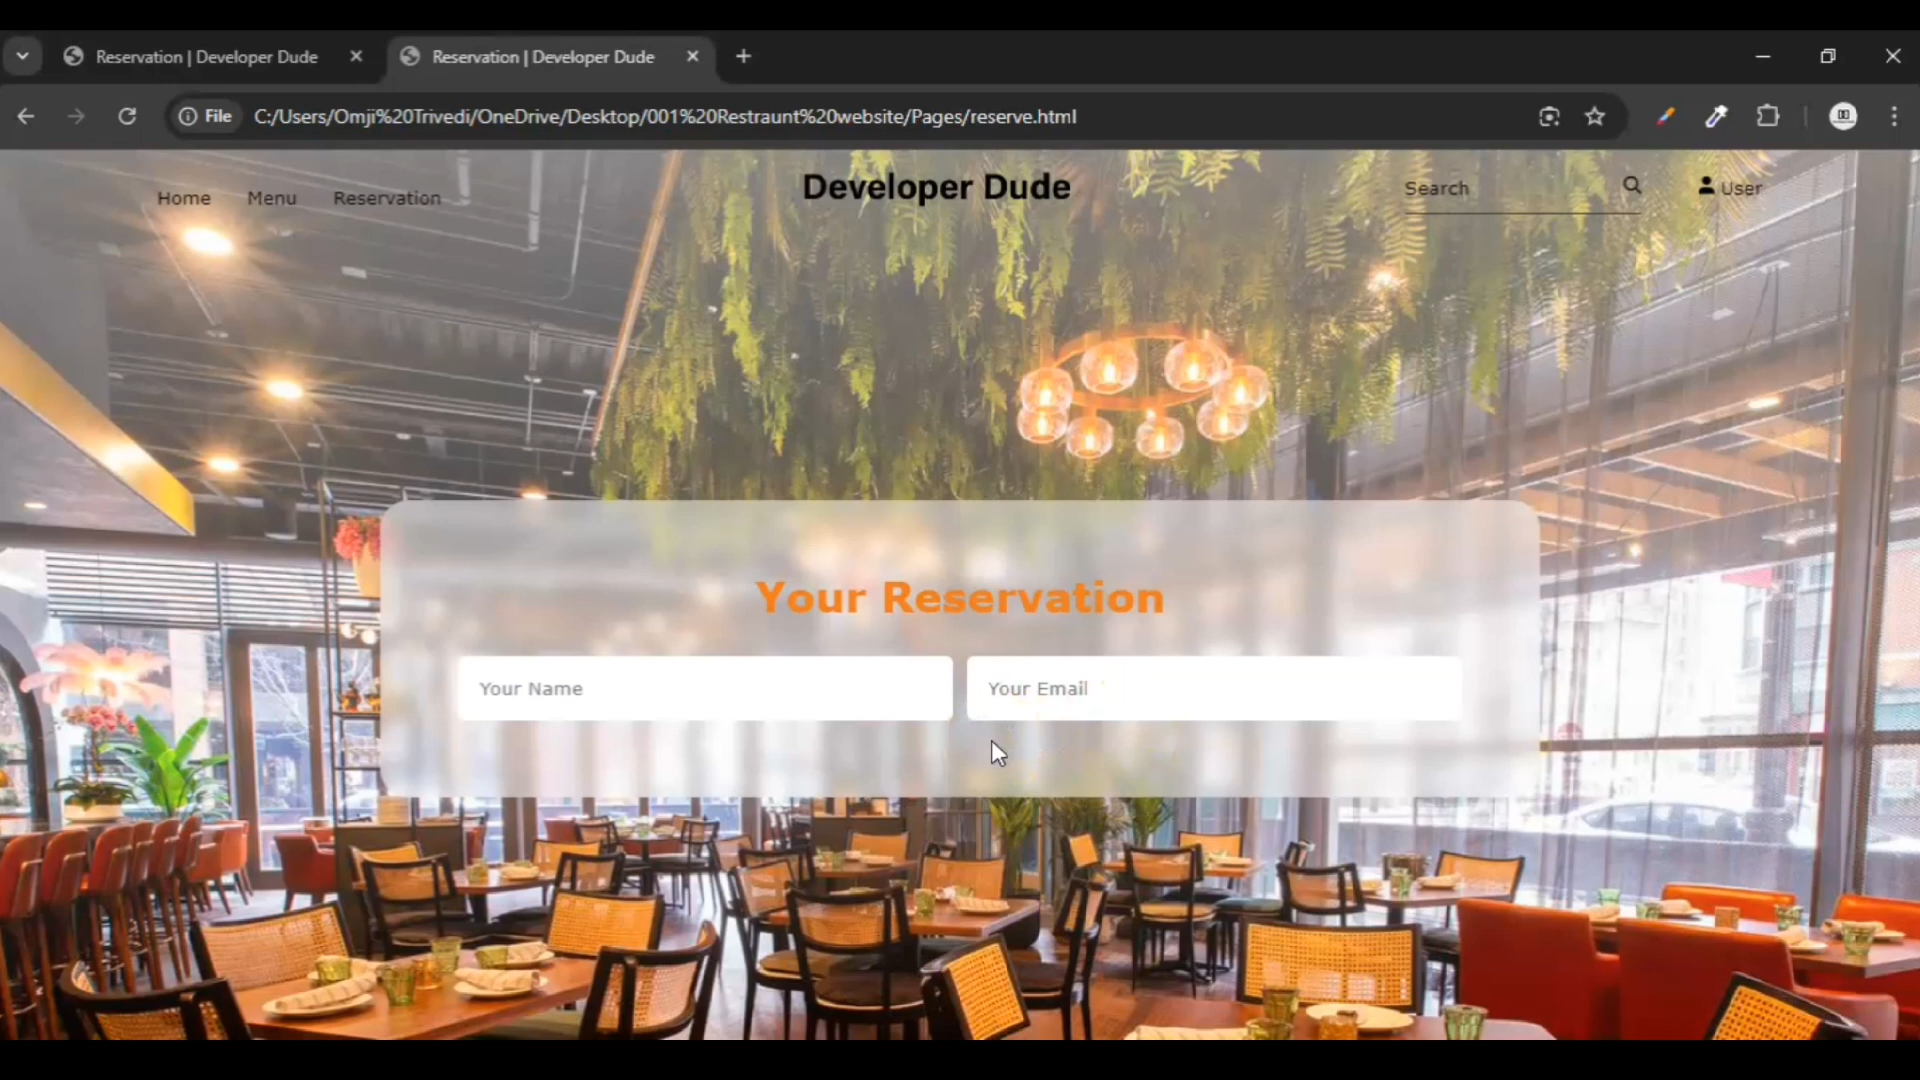 Reservation | Developer Dude
Reservation | Developer Dude
File
C:/Users/Omji%20Trivedi/OneDrive/Desktop/001%20Restraunt%20website/Pages/reserve.html
Home
Menu
Reservation
Developer Dude
Search
User
Your Reservation
Your Name
Your Email